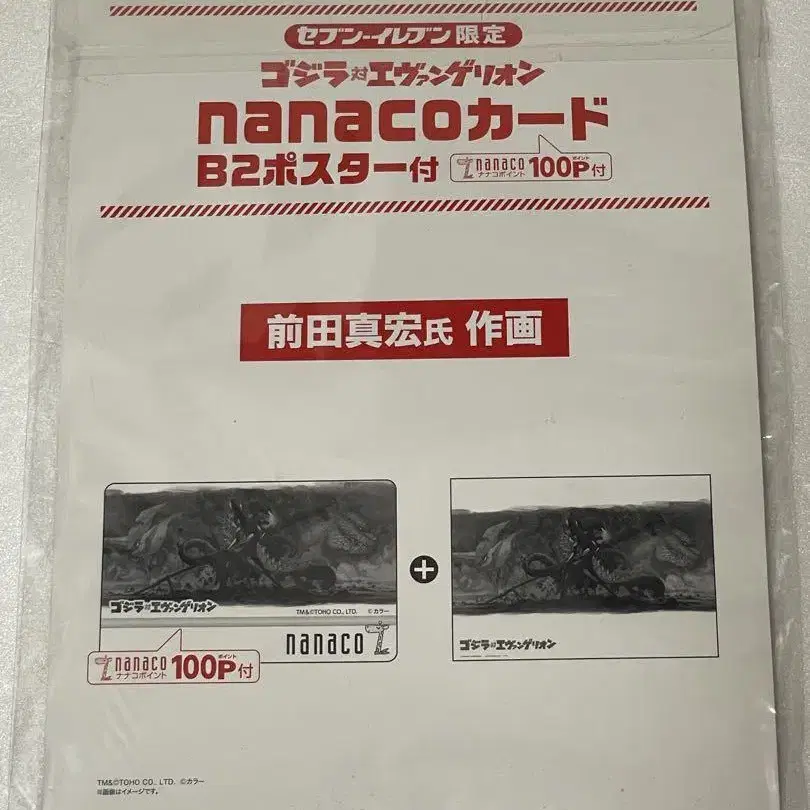 セブン-イレブン限定
ゴジラ対エヴァンゲリオン
nanacoカード
B2ポスター付 nanaco ナナコポイント 100P ポイント 付
前田真宏氏 作画
ゴジラ対エヴァンゲリオン
TM&©TOHO CO., LTD. ©カラー
nanaco
nanaco ナナコポイント 100P ポイント 付
ゴジラ対エヴァンゲリオン
TM&©TOHO CO., LTD. ©カラー
※画像はイメージです。